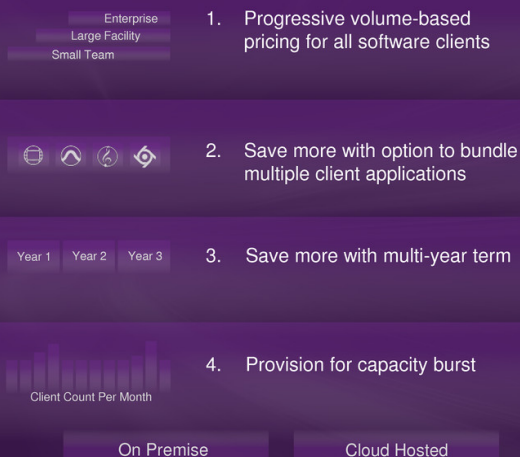 Enterprise
Large Facility
Small Team
1. Progressive volume-based
pricing for all software clients
2. Save more with option to bundle
multiple client applications
Year 1 Year 2 Year 3
3. Save more with multi-year term
4. Provision for capacity burst
Client Count Per Month
On Premise
Cloud Hosted